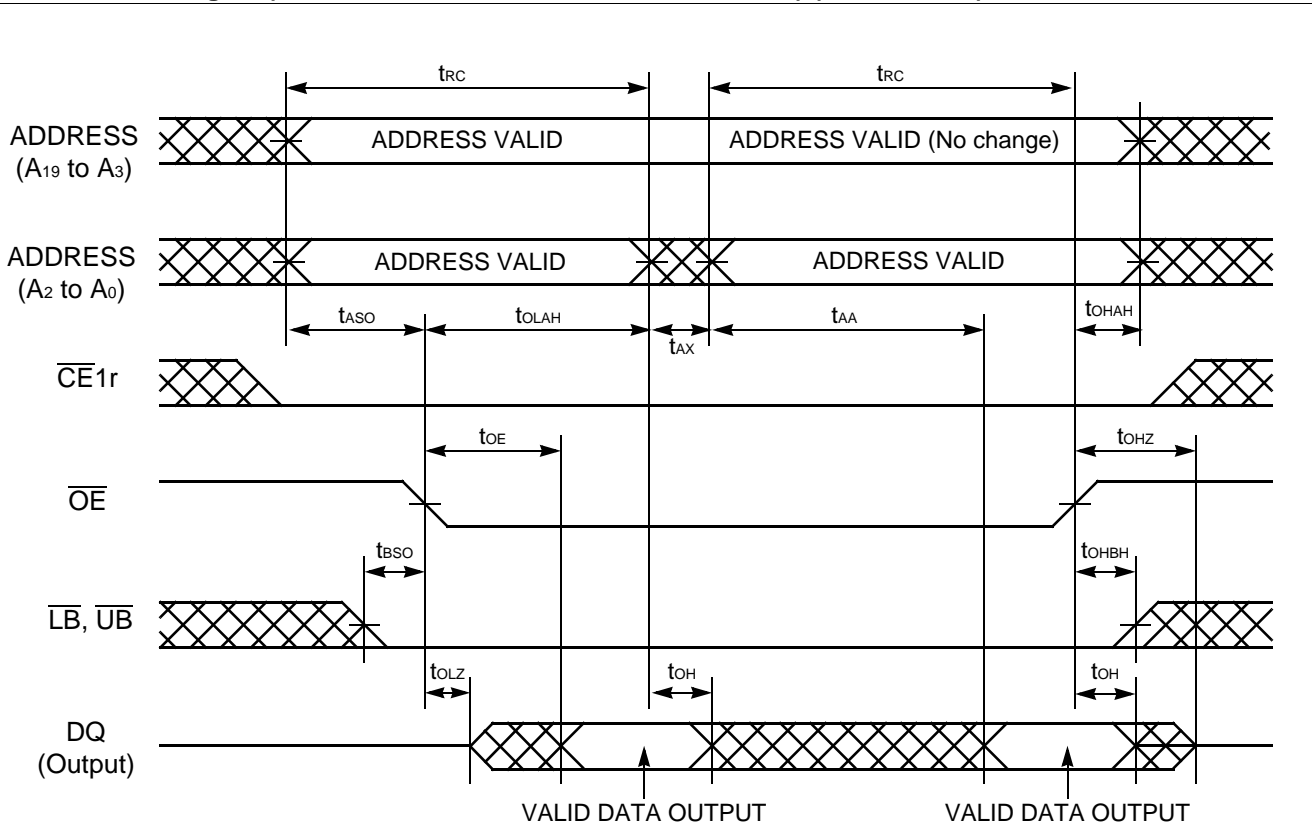 tRC tRC
ADDRESS
(A19 to A3)
ADDRESS VALID ADDRESS VALID (No change)
ADDRESS
(A2 to A0)
ADDRESS VALID ADDRESS VALID
tASO tOLAH tAX tAA tOHAH
CE1r
tOE tOHZ
OE
tBSO tOHBH
LB, UB
tOLZ tOH tOH
DQ
(Output)
VALID DATA OUTPUT VALID DATA OUTPUT